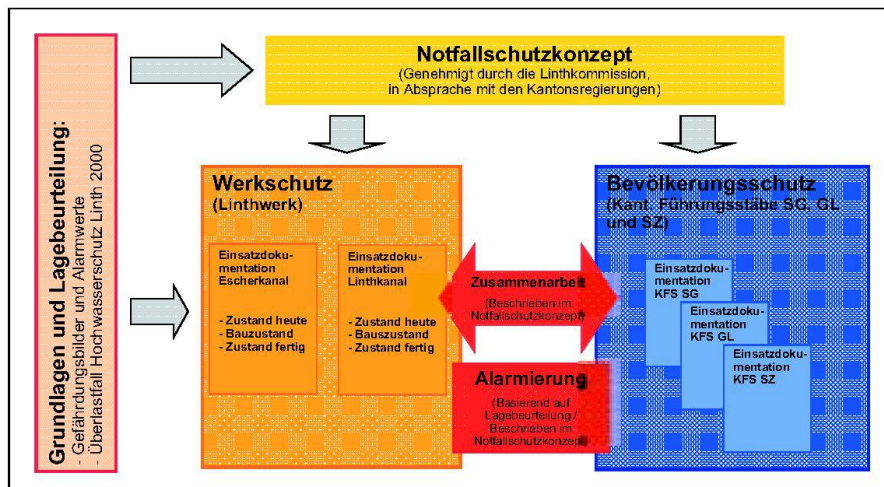 Grundlagen und Lagebeurteilung:
- Gefährdungsbilder und Alarmwerte
- Überlastfall Hochwasserschutz Linth 2000
Notfallschutzkonzept
(Genehmigt durch die Linthkommission,
in Absprache mit den Kantonsregierungen)
Werkschutz
(Linthwerk)
Einsatzdoku-
mentation
Escherkanal
- Zustand heute
- Bauzustand
- Zustand fertig
Einsatzdoku-
mentation
Linthkanal
- Zustand heute
- Bauszustand
- Zustand fertig
Zusammenarbeit
(Beschrieben im
Notfallschutzkonzept)
Alarmierung
(Basierend auf
Lagebeurteilung /
Beschrieben im
Notfallschutzkonzept)
Bevölkerungsschutz
(Kant. Führungsstäbe SG, GL
und SZ)
Einsatzdoku-
mentation
KFS SG
Einsatzdoku-
mentation
KFS GL
Einsatzdoku-
mentation
KFS SZ